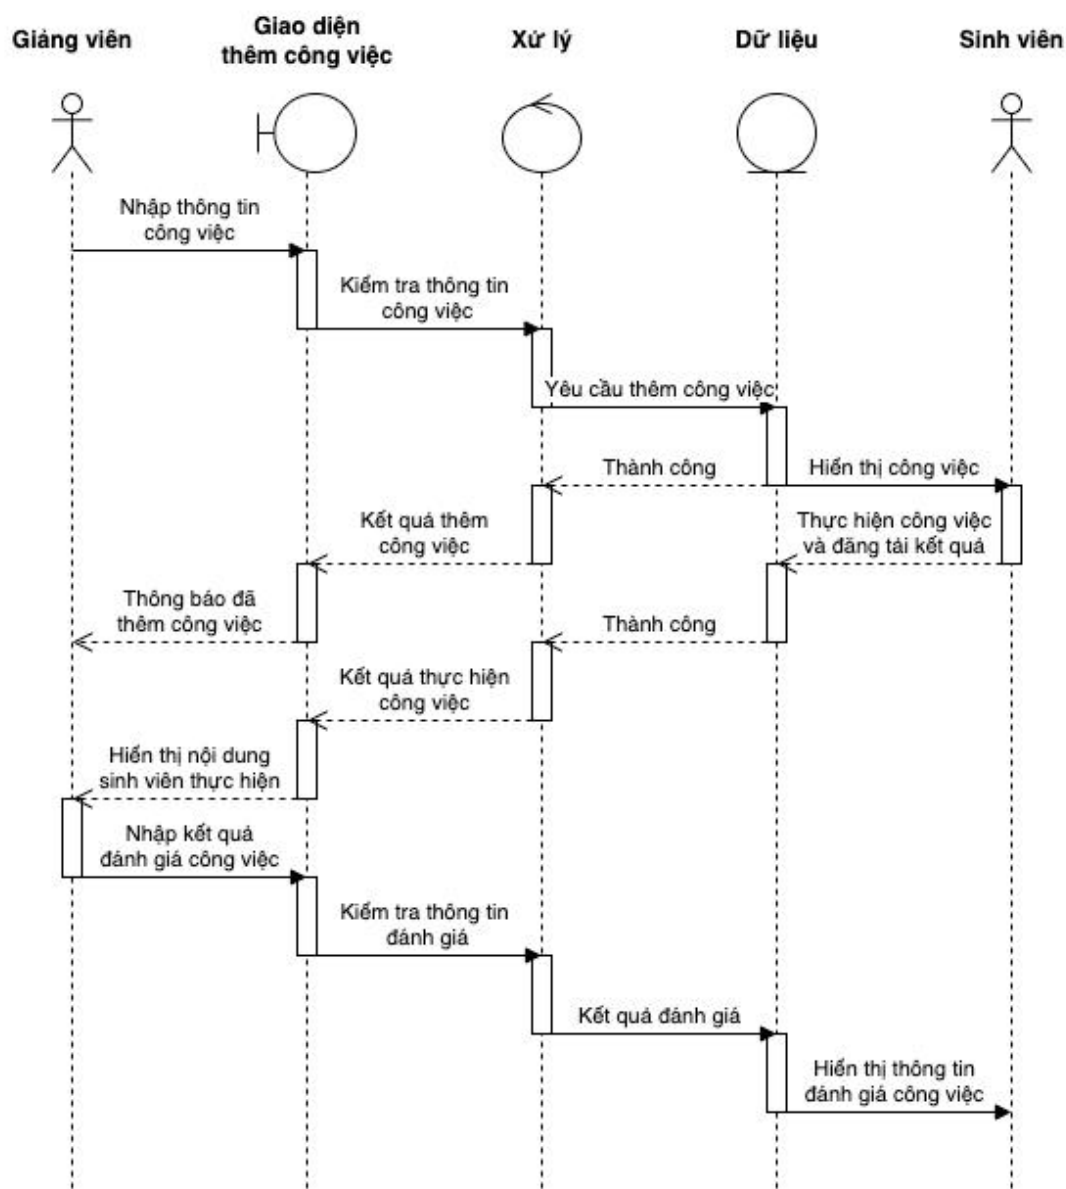 Giảng viên
Giao diện
thêm công việc
Xử lý
Dữ liệu
Sinh viên
Nhập thông tin
công việc
Kiểm tra thông tin
công việc
Yêu cầu thêm công việc
Thành công
Hiển thị công việc
Kết quả thêm
công việc
Thực hiện công việc
và đăng tải kết quả
Thông báo đã
thêm công việc
Thành công
Kết quả thực hiện
công việc
Hiển thị nội dung
sinh viên thực hiện
Nhập kết quả
đánh giá công việc
Kiểm tra thông tin
đánh giá
Kết quả đánh giá
Hiển thị thông tin
đánh giá công việc